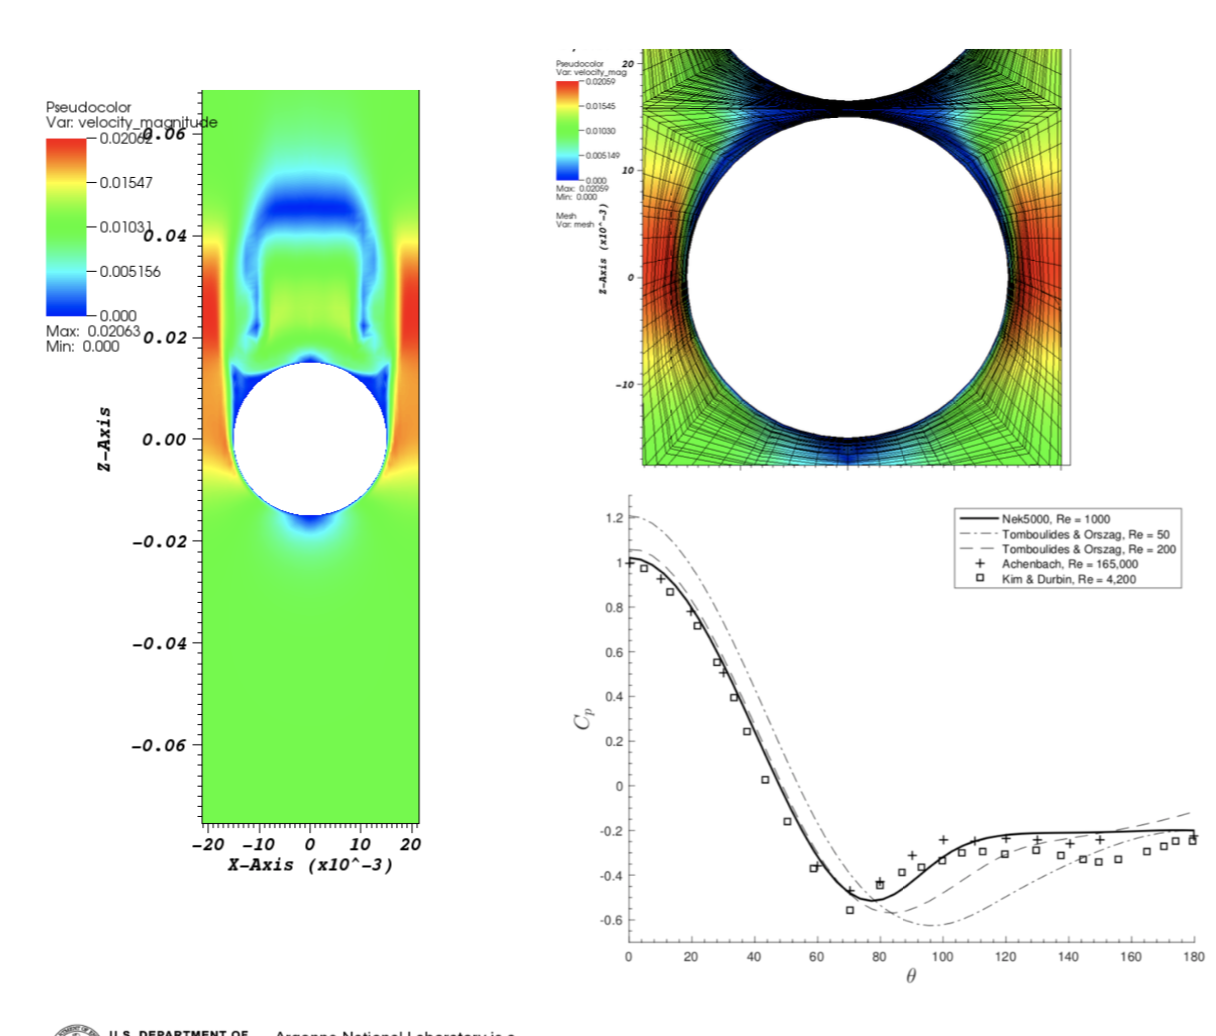 Pseudocolor
Var: velocity_magnitude
0.02062
0.01547
0.01031
0.005156
0.000
Max: 0.02063
Min: 0.000
Z-Axis
0.06
0.04
0.02
0.00
-0.02
-0.04
-0.06
-20 -10 0 10 20
X-Axis (x10^-3)
Pseudocolor
Var: velocity_mag
0.02059
0.01545
0.01030
0.005149
0.000
Max: 0.02059
Min: 0.000
Mesh
Var: mesh
Z-Axis (x10^-3)
20
10
0
-10
Nek5000, Re = 1000
Tomboulides & Orszag, Re = 50
Tomboulides & Orszag, Re = 200
Achenbach, Re = 165,000
Kim & Durbin, Re = 4,200
Cp
1.2
1
0.8
0.6
0.4
0.2
0
-0.2
-0.4
-0.6
0 20 40 60 80 100 120 140 160 180
θ
U.S. DEPARTMENT OF
Argonne National Laboratory is a